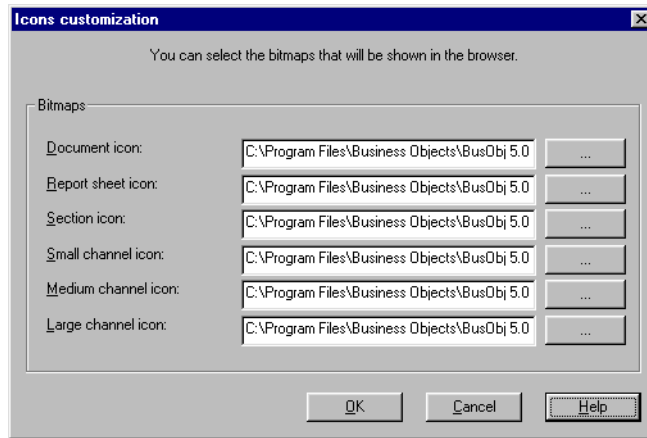 Icons customization
You can select the bitmaps that will be shown in the browser.
Bitmaps
Document icon: C:\Program Files\Business Objects\BusObj 5.0 ...
Report sheet icon: C:\Program Files\Business Objects\BusObj 5.0 ...
Section icon: C:\Program Files\Business Objects\BusObj 5.0 ...
Small channel icon: C:\Program Files\Business Objects\BusObj 5.0 ...
Medium channel icon: C:\Program Files\Business Objects\BusObj 5.0 ...
Large channel icon: C:\Program Files\Business Objects\BusObj 5.0 ...
OK Cancel Help